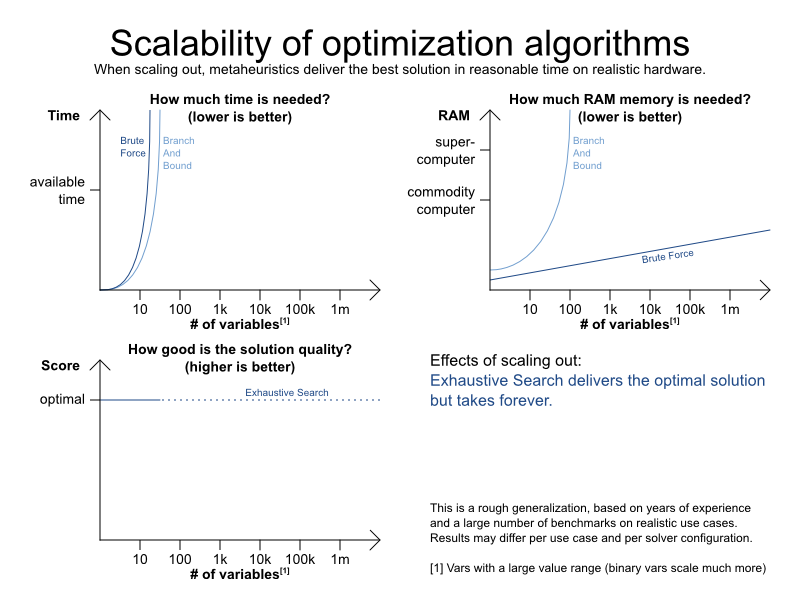 Scalability of optimization algorithms
When scaling out, metaheuristics deliver the best solution in reasonable time on realistic hardware.
How much time is needed?
(lower is better)
Time
Brute
Force
Branch
And
Bound
available
time
10 100 1k 10k 100k 1m
# of variables[1]
How much RAM memory is needed?
(lower is better)
RAM
super-
computer
commodity
computer
Branch
And
Bound
Brute Force
10 100 1k 10k 100k 1m
# of variables[1]
How good is the solution quality?
(higher is better)
Score
optimal
Exhaustive Search
10 100 1k 10k 100k 1m
# of variables[1]
Effects of scaling out:
Exhaustive Search delivers the optimal solution
but takes forever.
This is a rough generalization, based on years of experience
and a large number of benchmarks on realistic use cases.
Results may differ per use case and per solver configuration.
[1] Vars with a large value range (binary vars scale much more)